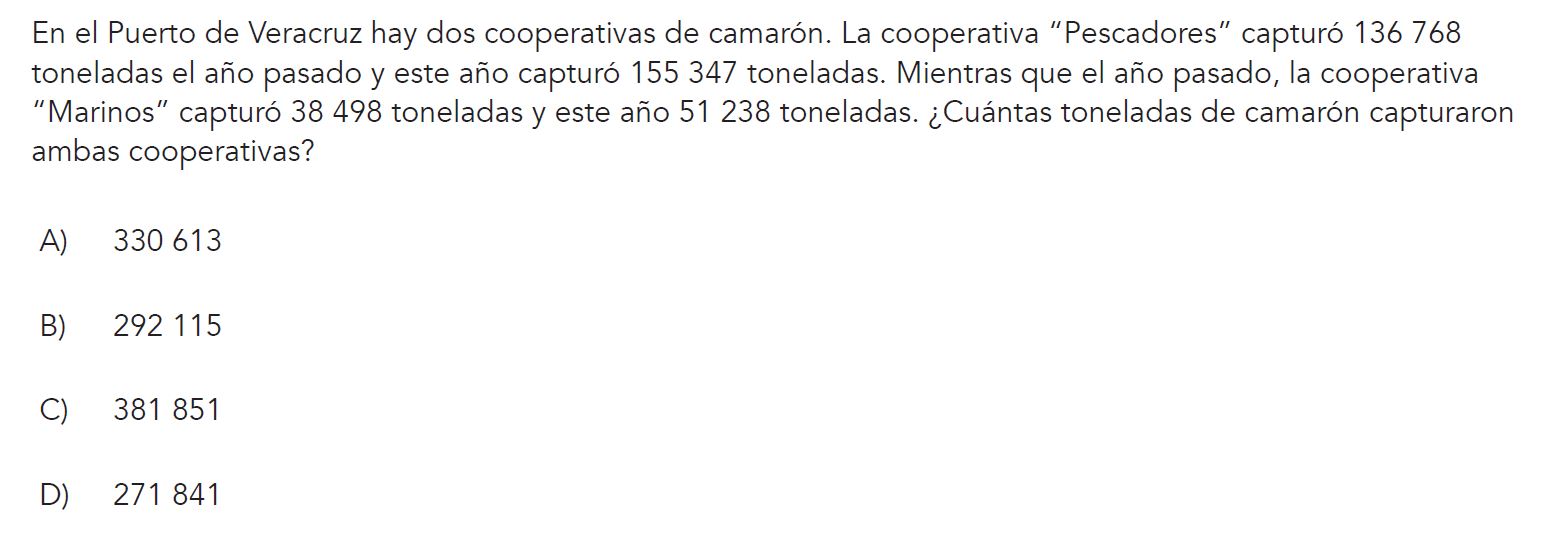 En el Puerto de Veracruz hay dos cooperativas de camarón. La cooperativa “Pescadores” capturó 136 768
toneladas el año pasado y este año capturó 155 347 toneladas. Mientras que el año pasado, la cooperativa
“Marinos” capturó 38 498 toneladas y este año 51 238 toneladas. ¿Cuántas toneladas de camarón capturaron
ambas cooperativas?
A) 330 613
B) 292 115
C) 381 851
D) 271 841